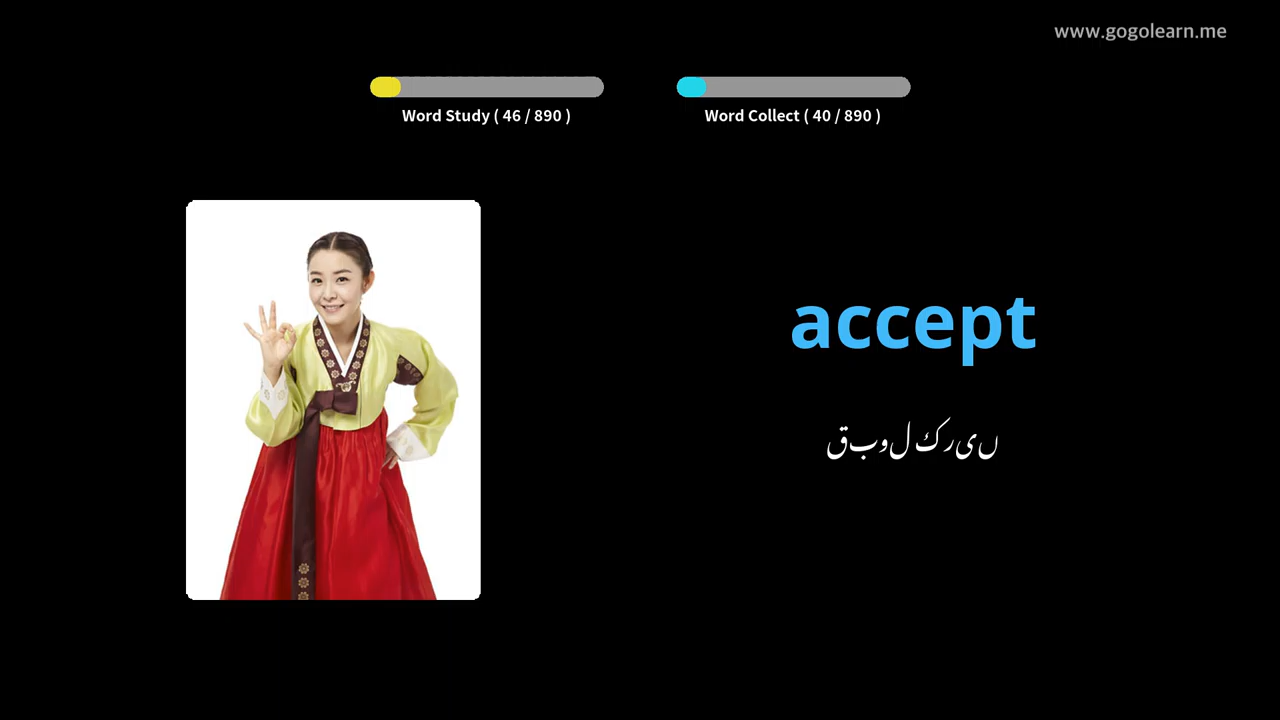 www.gogolearn.me
Word Study ( 46 / 890 )
Word Collect ( 40 / 890 )
accept
قبول کریں